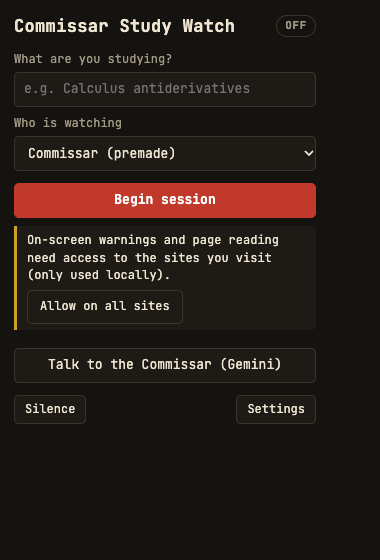 Commissar Study Watch OFF
What are you studying?
e.g. Calculus antiderivatives
Who is watching
Commissar (premade)
Begin session
On-screen warnings and page reading
need access to the sites you visit
(only used locally).
Allow on all sites
Talk to the Commissar (Gemini)
Silence Settings